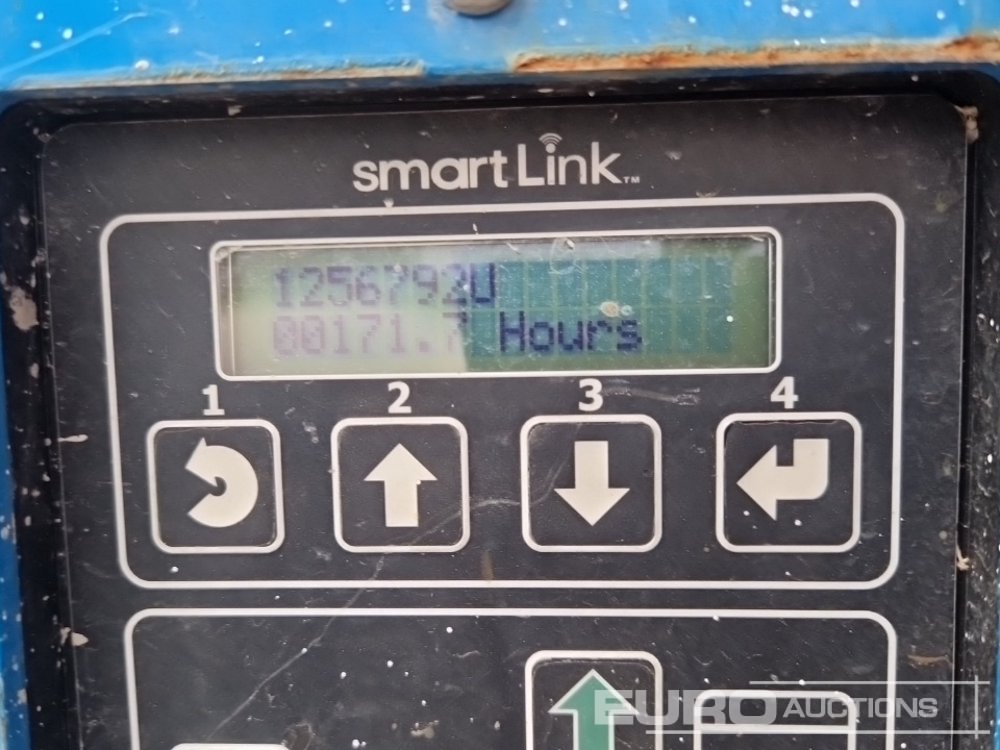 smartLink™
1256792U
00171.7 Hours
1 2 3 4
EURO AUCTIONS